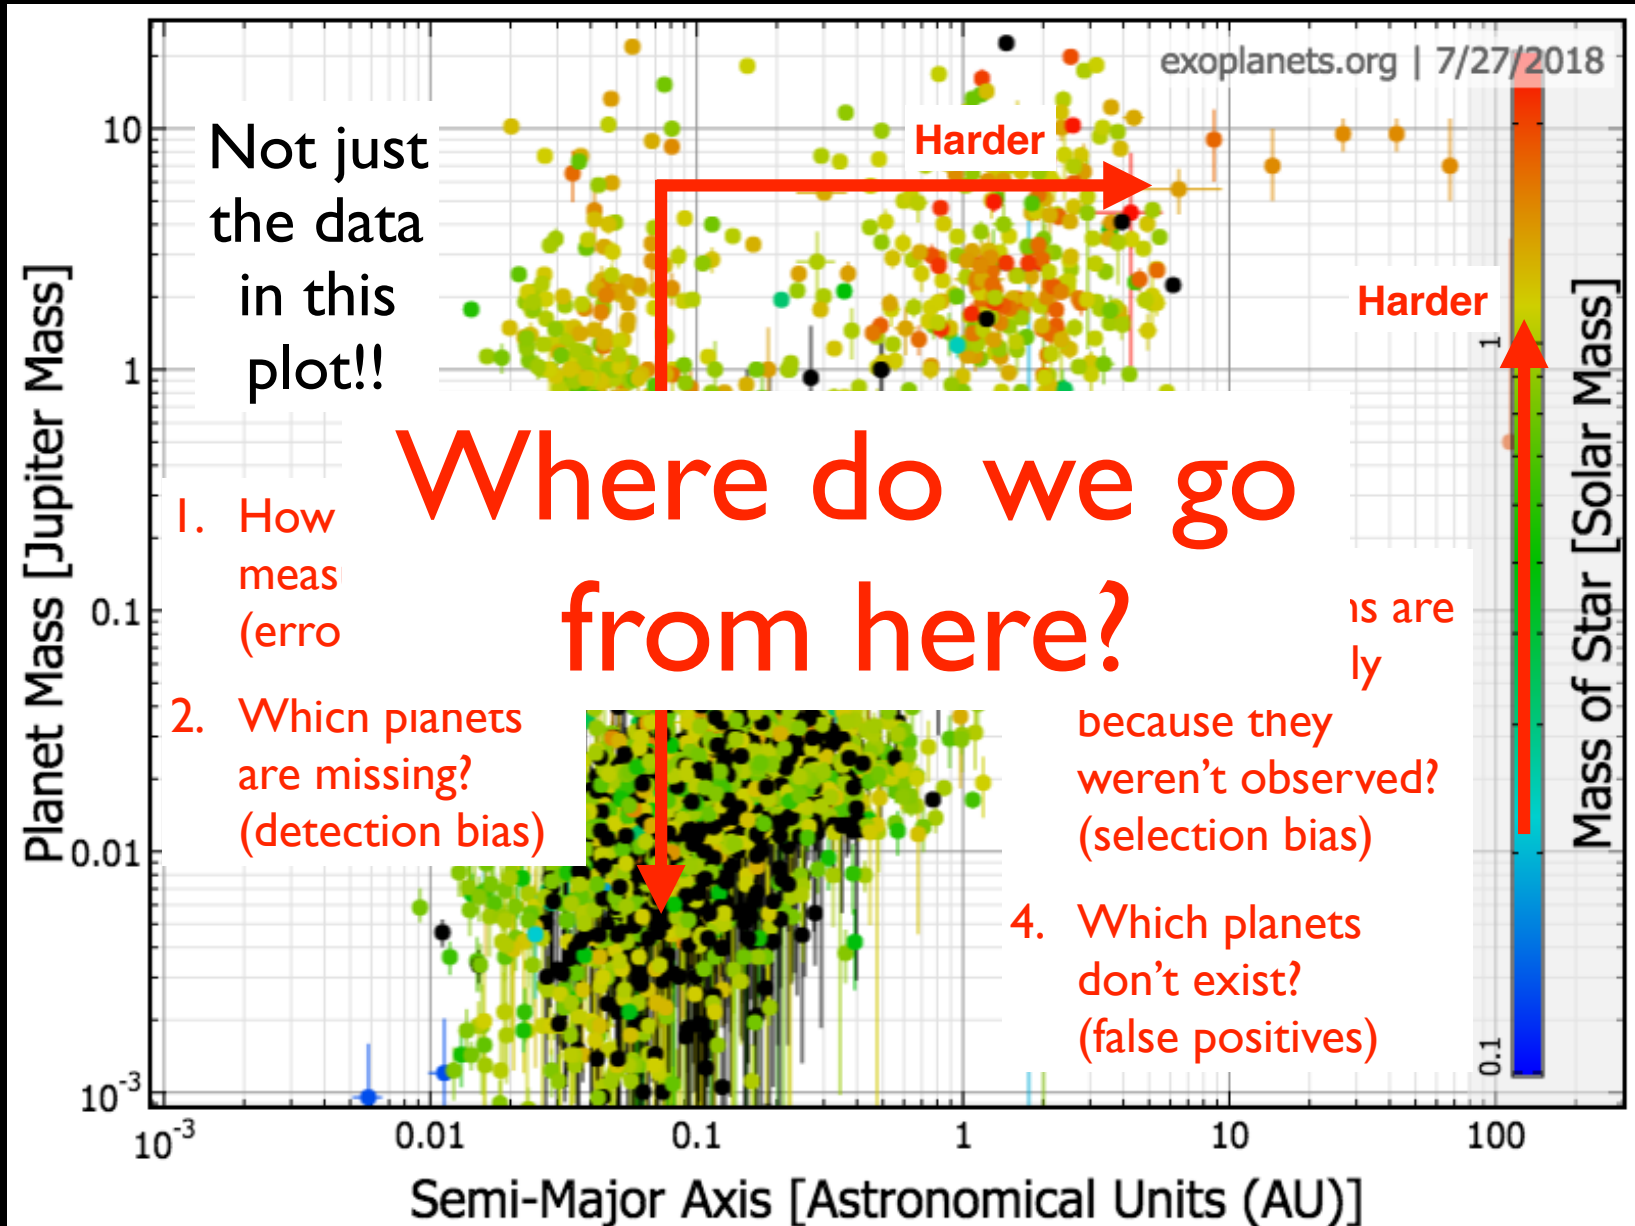 exoplanets.org | 7/27/2018
Not just
the data
in this
plot!!
Harder
Harder
Where do we go
from here?
1. How
(erro
2. Which planets
are missing?
(detection bias)
are
because they
weren't observed?
(selection bias)
4. Which planets
don't exist?
(false positives)
Planet Mass [Jupiter Mass]
10
1
0.1
0.01
10-3
10-3
0.01
0.1
1
10
100
Semi-Major Axis [Astronomical Units (AU)]
Mass of Star [Solar Mass]
1
0.1